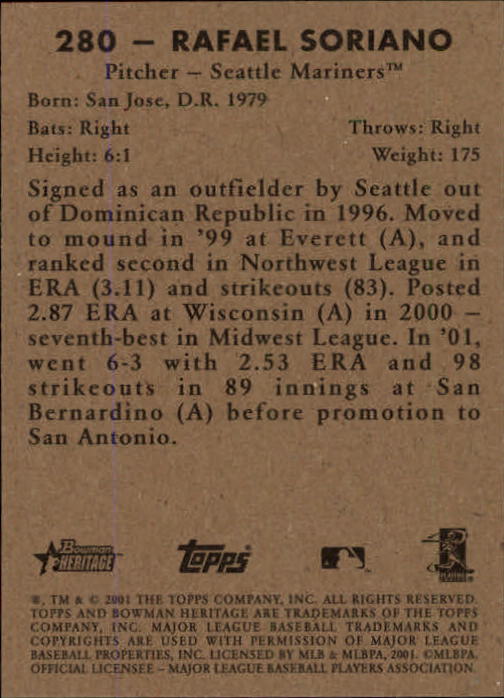 280 – RAFAEL SORIANO
Pitcher – Seattle Mariners™
Born: San Jose, D.R. 1979
Bats: Right Throws: Right
Height: 6:1 Weight: 175
Signed as an outfielder by Seattle out
of Dominican Republic in 1996. Moved
to mound in '99 at Everett (A), and
ranked second in Northwest League in
ERA (3.11) and strikeouts (83). Posted
2.87 ERA at Wisconsin (A) in 2000 –
seventh-best in Midwest League. In '01,
went 6-3 with 2.53 ERA and 98
strikeouts in 89 innings at San
Bernardino (A) before promotion to
San Antonio.
Bowman
HERITAGE
TOPPS
PLAYERS
®, TM & © 2001 THE TOPPS COMPANY, INC. ALL RIGHTS RESERVED.
TOPPS AND BOWMAN HERITAGE ARE TRADEMARKS OF THE TOPPS
COMPANY, INC. MAJOR LEAGUE BASEBALL TRADEMARKS AND
COPYRIGHTS ARE USED WITH PERMISSION OF MAJOR LEAGUE
BASEBALL PROPERTIES, INC. LICENSED BY MLB & MLBPA, 2001. ©MLBPA.
OFFICIAL LICENSEE – MAJOR LEAGUE BASEBALL PLAYERS ASSOCIATION.